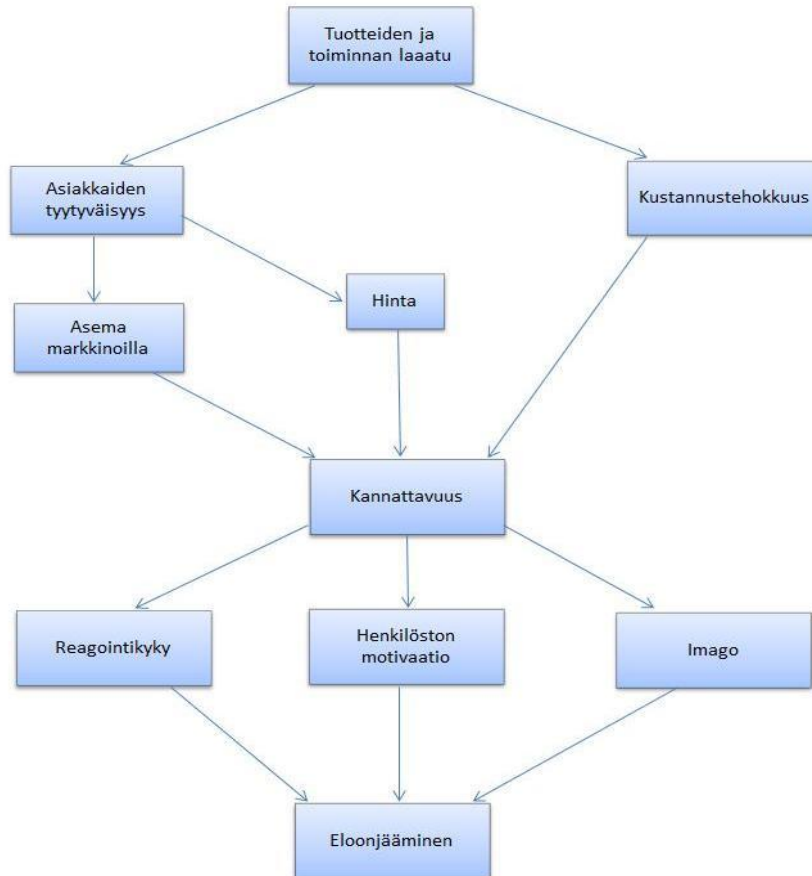 Tuotteiden ja
toiminnan laaatu
Asiakkaiden
tyytyväisyys
Kustannustehokkuus
Hinta
Asema
markkinoilla
Kannattavuus
Reagointikyky
Henkilöston
motivaatio
Imago
Eloonjääminen